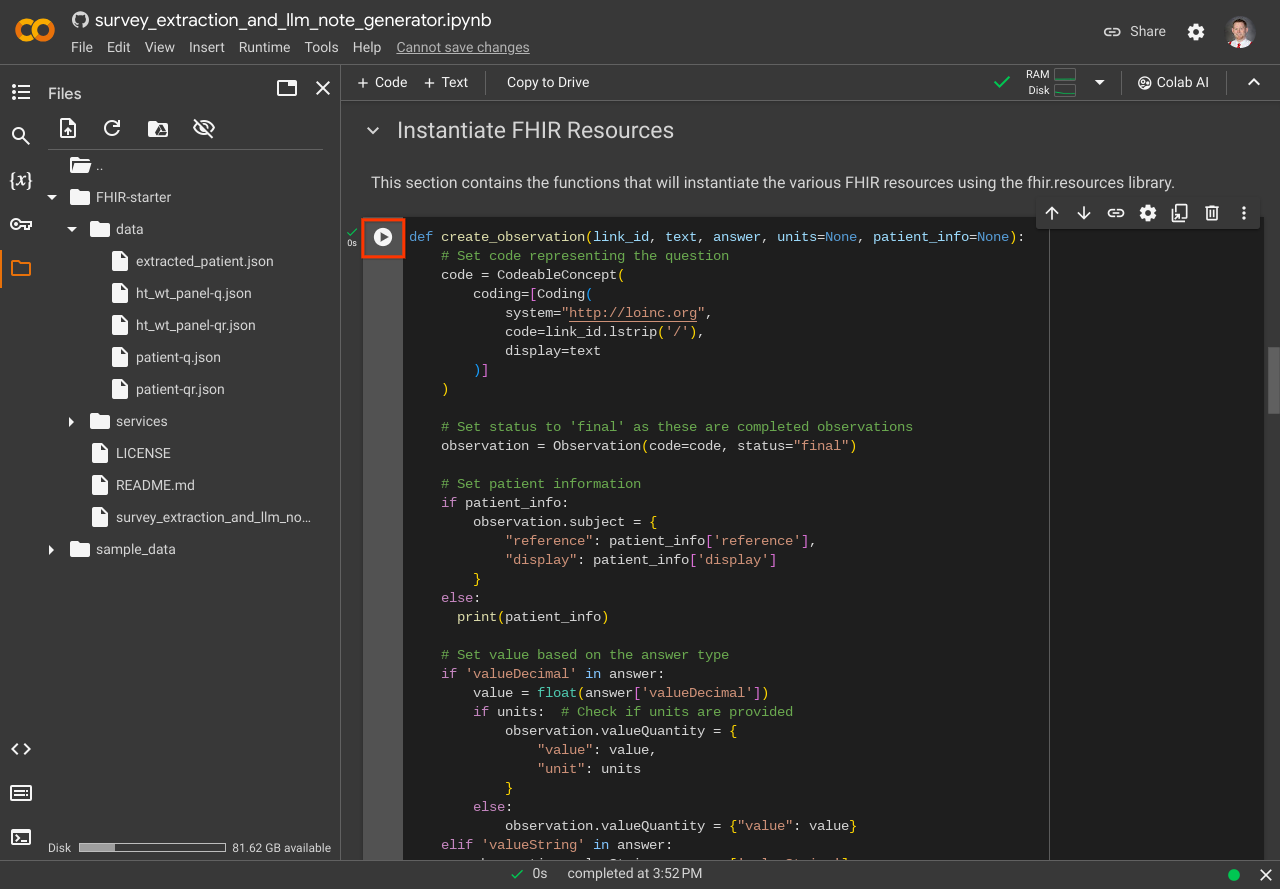 survey_extraction_and_llm_note_generator.ipynb
File Edit View Insert Runtime Tools Help Cannot save changes
Share
Files
+ Code + Text Copy to Drive
RAM
Disk
Colab AI
{x}
..
FHIR-starter
data
extracted_patient.json
ht_wt_panel-q.json
ht_wt_panel-qr.json
patient-q.json
patient-qr.json
services
LICENSE
README.md
survey_extraction_and_llm_no...
sample_data
Disk 81.62 GB available
Instantiate FHIR Resources
This section contains the functions that will instantiate the various FHIR resources using the fhir.resources library.
0s
def create_observation(link_id, text, answer, units=None, patient_info=None):
    # Set code representing the question
    code = CodeableConcept(
        coding=[Coding(
            system="http://loinc.org",
            code=link_id.lstrip('/'),
            display=text
        )]
    )

    # Set status to 'final' as these are completed observations
    observation = Observation(code=code, status="final")

    # Set patient information
    if patient_info:
        observation.subject = {
            "reference": patient_info['reference'],
            "display": patient_info['display']
        }
    else:
      print(patient_info)

    # Set value based on the answer type
    if 'valueDecimal' in answer:
        value = float(answer['valueDecimal'])
        if units:  # Check if units are provided
            observation.valueQuantity = {
                "value": value,
                "unit": units
            }
        else:
            observation.valueQuantity = {"value": value}
    elif 'valueString' in answer:
0s completed at 3:52 PM